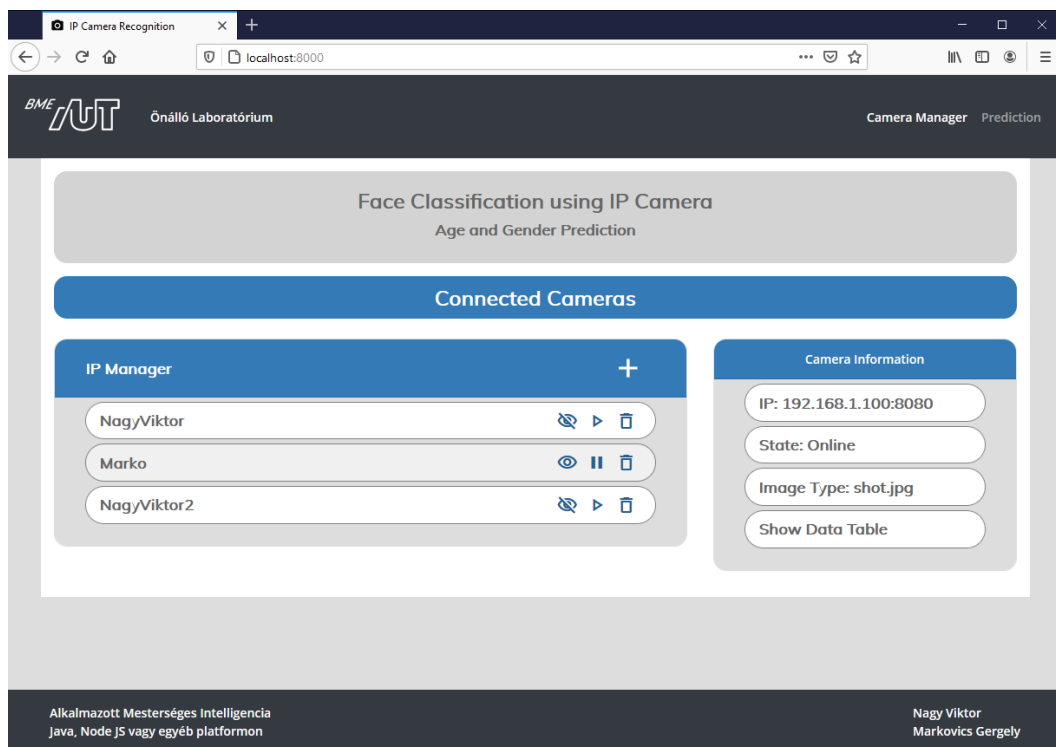 IP Camera Recognition
localhost:8000
BME AUT
Önálló Laboratórium
Camera Manager
Prediction
Face Classification using IP Camera
Age and Gender Prediction
Connected Cameras
IP Manager
NagyViktor
Marko
NagyViktor2
Camera Information
IP: 192.168.1.100:8080
State: Online
Image Type: shot.jpg
Show Data Table
Alkalmazott Mesterséges Intelligencia
Java, Node JS vagy egyéb platformon
Nagy Viktor
Markovics Gergely